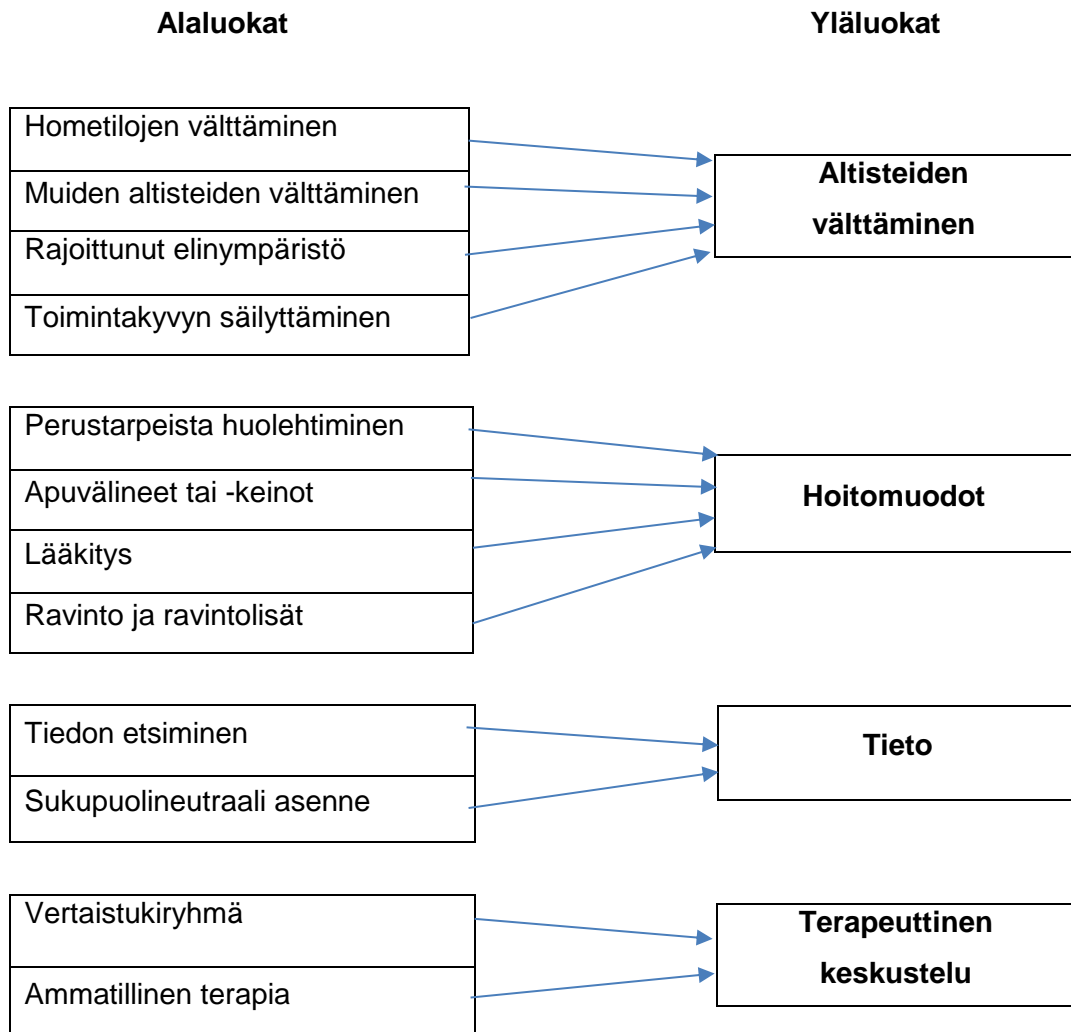 Alaluokat
Yläluokat
Hometilojen välttäminen
Muiden altisteiden välttäminen
Rajoittunut elinympäristö
Toimintakyvyn säilyttäminen
Altisteiden
välttäminen
Perustarpeista huolehtiminen
Apuvälineet tai -keinot
Lääkitys
Ravinto ja ravintolisät
Hoitomuodot
Tiedon etsiminen
Sukupuolineutraali asenne
Tieto
Vertaistukiryhmä
Ammatillinen terapia
Terapeuttinen
keskustelu